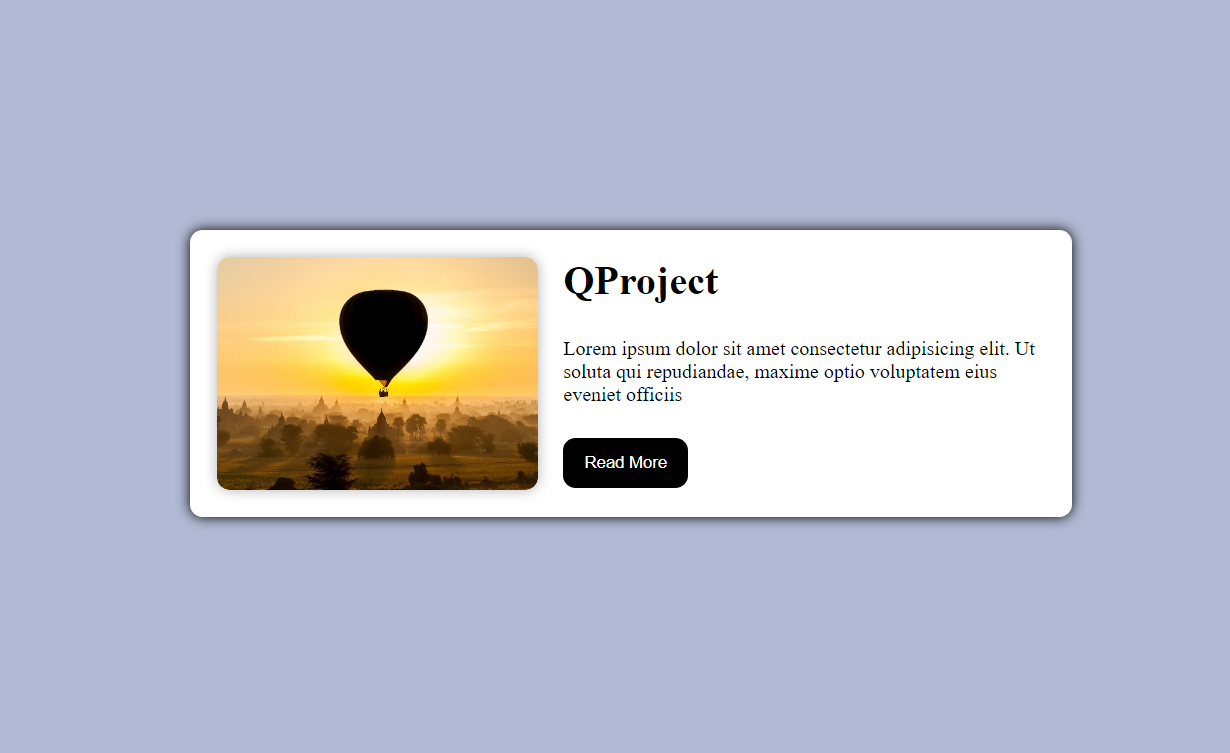 QProject
Lorem ipsum dolor sit amet consectetur adipisicing elit. Ut
soluta qui repudiandae, maxime optio voluptatem eius
eveniet officiis
Read More